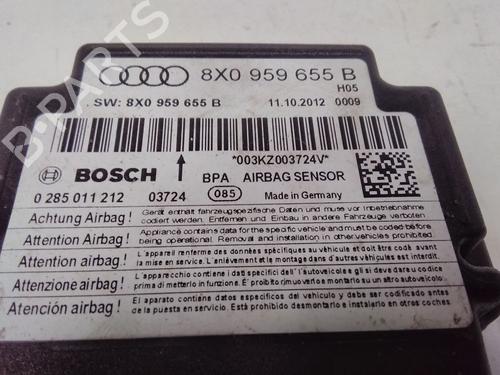 8X0 959 655 B
H05
SW: 8X0 959 655 B 11.10.2012 0009
*003KZ003724V*
BOSCH BPA AIRBAG SENSOR
0 285 011 212 03724 085 Made in Germany
Achtung Airbag! Gerät enthält fahrzeugspezifische Daten und muss vor Inbetriebnahme
codiert werden. Entfernen und Einbau in andere Fahrzeuge verboten
Attention Airbag! Appliance contains data for the specific vehicle and must be coded before
being operational. Removal and installation in other vehicles prohibited.
Attention airbag! L'appareil renferme des données spécifiques au véhicule et doit être codé avant
la mise en service. L'enlèvement et le montage dans d'autres véhicules est interdit.
Attenzione airbag! L'apparecchio contiene i dati specifici dell'autoveicolo e gli si deve dare u codice
prima di metterlo in funzione. E' proibito rimuoverlo e montarlo su altri autoveicoli.
Atención airbag! El aparato contiene datos específicos del vehículo y debe ser codificado antes
de la puesta en servicio. Está prohibido desmontarlo e instalarlo en otros coches.
B-PARTS